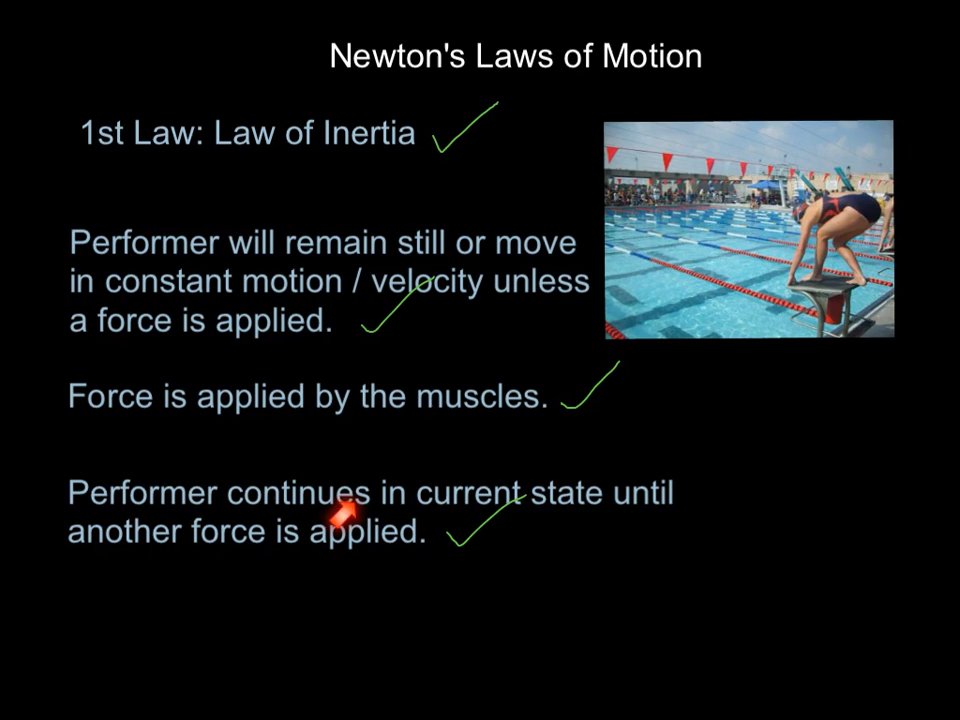 Newton's Laws of Motion
1st Law: Law of Inertia
Performer will remain still or move
in constant motion / velocity unless
a force is applied.
Force is applied by the muscles.
Performer continues in current state until
another force is applied.